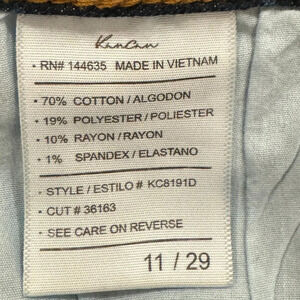 KanCan
• RN# 144635 MADE IN VIETNAM
• 70% COTTON / ALGODON
• 19% POLYESTER / POLIESTER
• 10% RAYON / RAYON
• 1% SPANDEX / ELASTANO
• STYLE / ESTILO # KC8191D
• CUT # 36163
• SEE CARE ON REVERSE
11 / 29